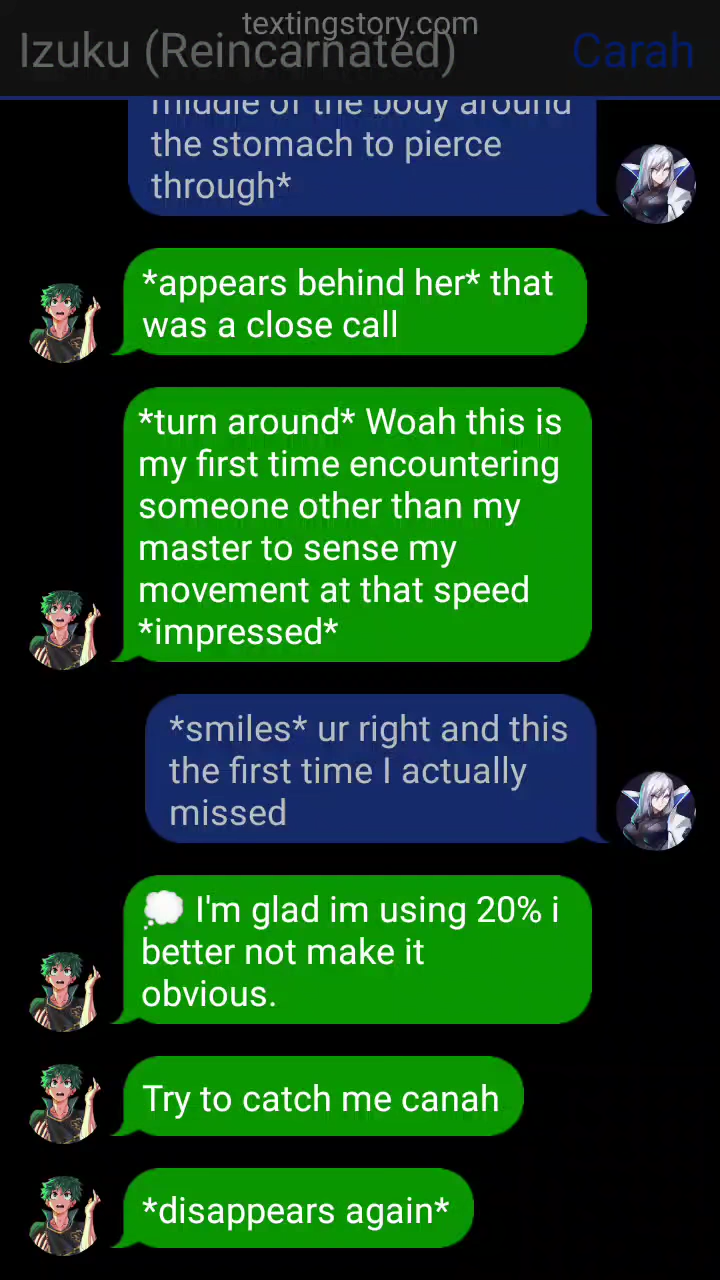 textingstory.com
Izuku (Reincarnated)
Carah
middle of the body around
the stomach to pierce
through*
*appears behind her* that
was a close call
*turn around* Woah this is
my first time encountering
someone other than my
master to sense my
movement at that speed
*impressed*
*smiles* ur right and this
the first time I actually
missed
💭 I'm glad im using 20% i
better not make it
obvious.
Try to catch me canah
*disappears again*